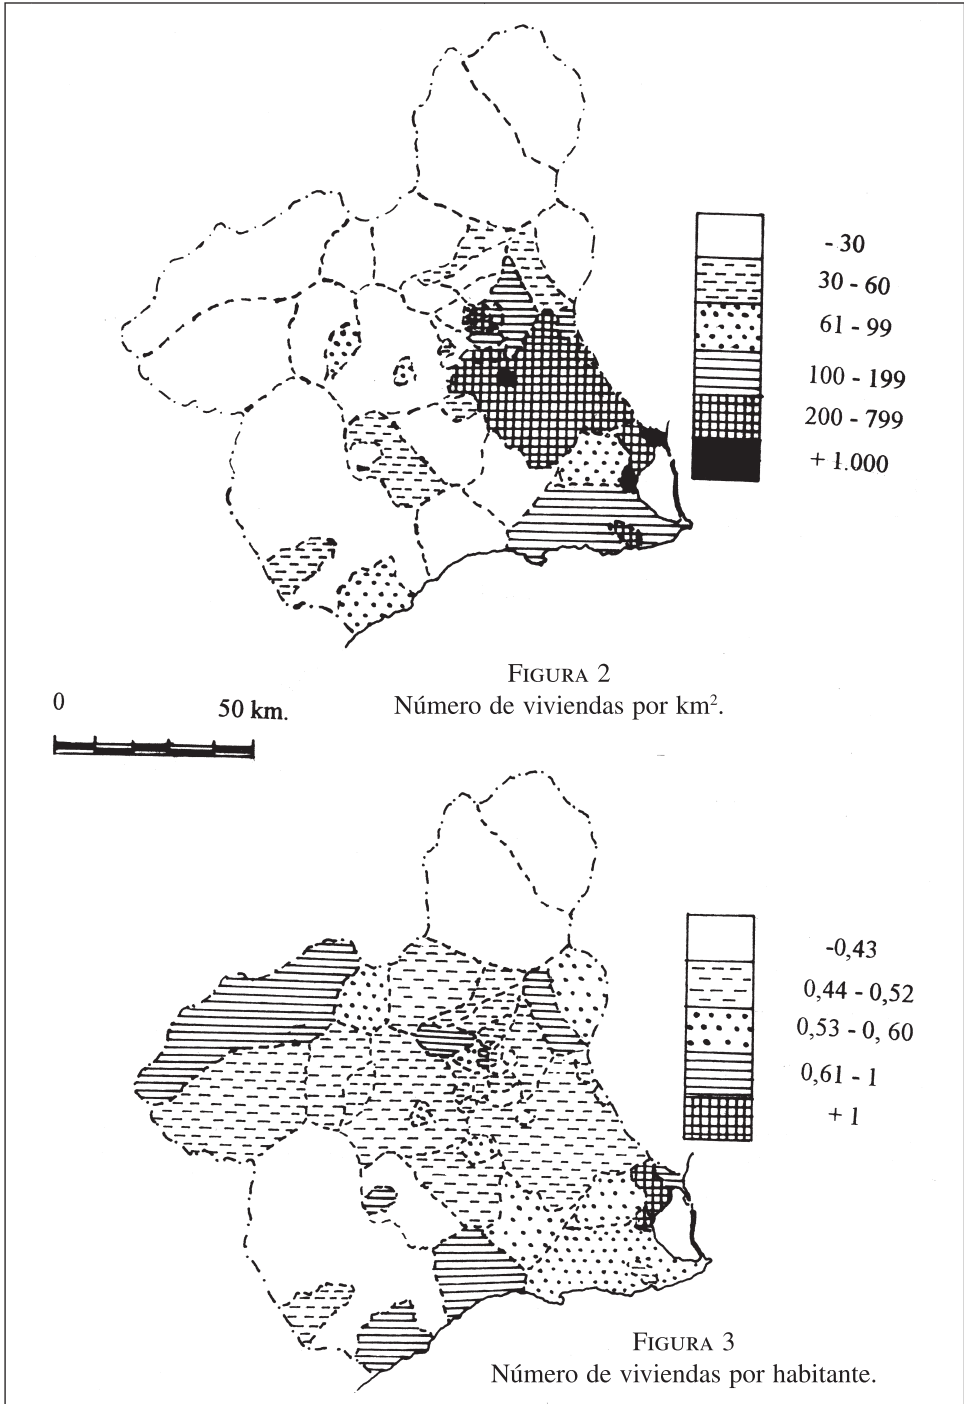 - 30
30 - 60
61 - 99
100 - 199
200 - 799
+ 1.000
FIGURA 2
Número de viviendas por km².
0 50 km.
-0,43
0,44 - 0,52
0,53 - 0, 60
0,61 - 1
+ 1
FIGURA 3
Número de viviendas por habitante.